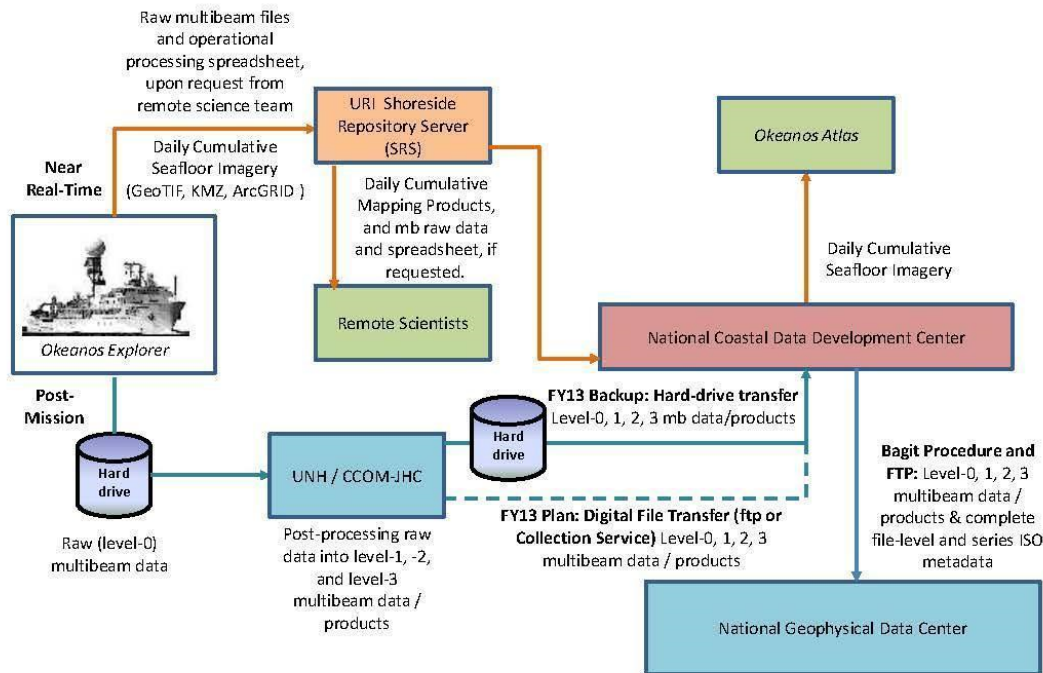 Raw multibeam files
and operational
processing spreadsheet,
upon request from
remote science team
URI Shoreside
Repository Server
(SRS)
Okeanos Atlas
Near
Real-Time
Daily Cumulative
Seafloor Imagery
(GeoTIF, KMZ, ArcGRID )
Daily Cumulative
Mapping Products,
and mb raw data
and spreadsheet, if
requested.
Daily Cumulative
Seafloor Imagery
Okeanos Explorer
Remote Scientists
National Coastal Data Development Center
Post-
Mission
FY13 Backup: Hard-drive transfer
Level-0, 1, 2, 3 mb data/products
Hard
drive
Hard
drive
UNH / CCOM-JHC
Raw (level-0)
multibeam data
Post-processing raw
data into level-1, -2,
and level-3
multibeam data /
products
FY13 Plan: Digital File Transfer (ftp or
Collection Service) Level-0, 1, 2, 3
multibeam data / products
Bagit Procedure and
FTP: Level-0, 1, 2, 3
multibeam data /
products & complete
file-level and series ISO
metadata
National Geophysical Data Center